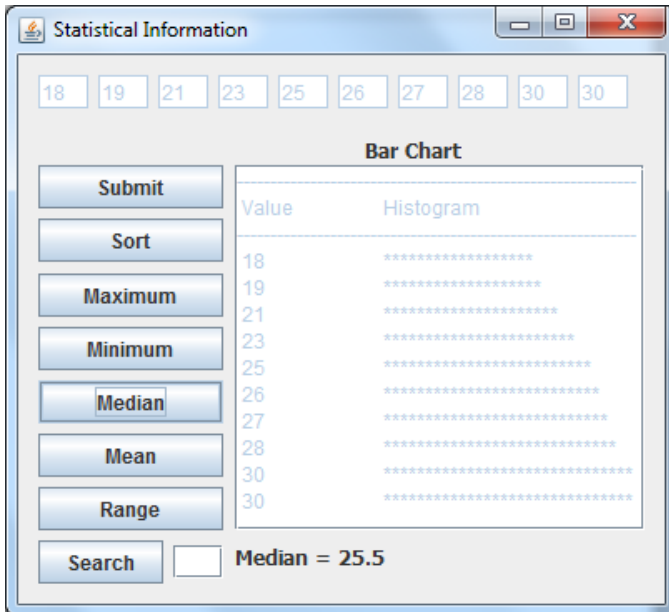 Statistical Information
18 19 21 23 25 26 27 28 30 30
Bar Chart
Submit
Sort
Maximum
Minimum
Median
Mean
Range
Search
Value Histogram
18 ******************
19 *******************
21 *********************
23 ***********************
25 *************************
26 **************************
27 ***************************
28 ****************************
30 ******************************
30 ******************************
Median = 25.5